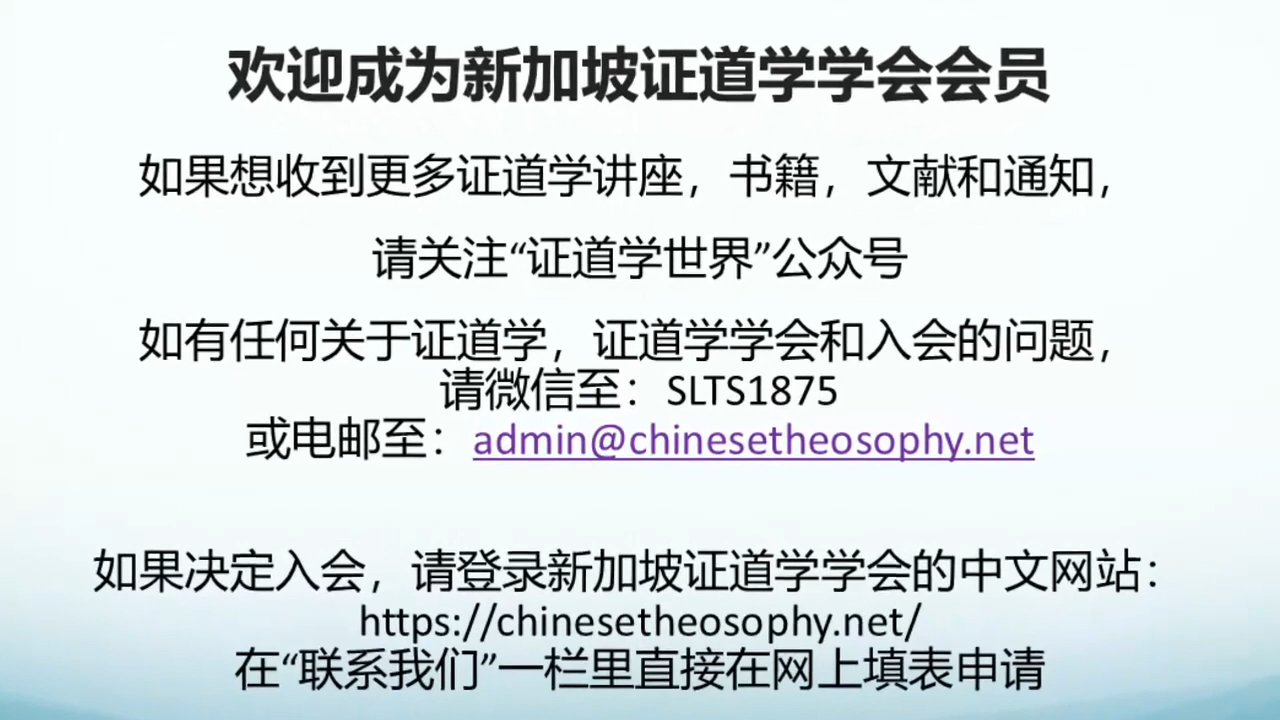 欢迎成为新加坡证道学学会会员
如果想收到更多证道学讲座，书籍，文献和通知，
请关注“证道学世界”公众号
如有任何关于证道学，证道学学会和入会的问题，
请微信至：SLTS1875
或电邮至：admin@chinesetheosophy.net
如果决定入会，请登录新加坡证道学学会的中文网站：
https://chinesetheosophy.net/
在“联系我们”一栏里直接在网上填表申请